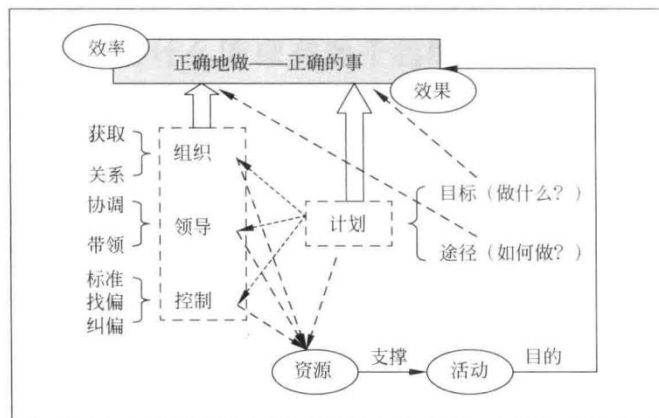 效率
正确地做——正确的事
效果
获取
关系
组织
协调
带领
领导
标准
找偏
纠偏
控制
计划
目标（做什么？）
途径（如何做？）
资源
支撑
活动
目的